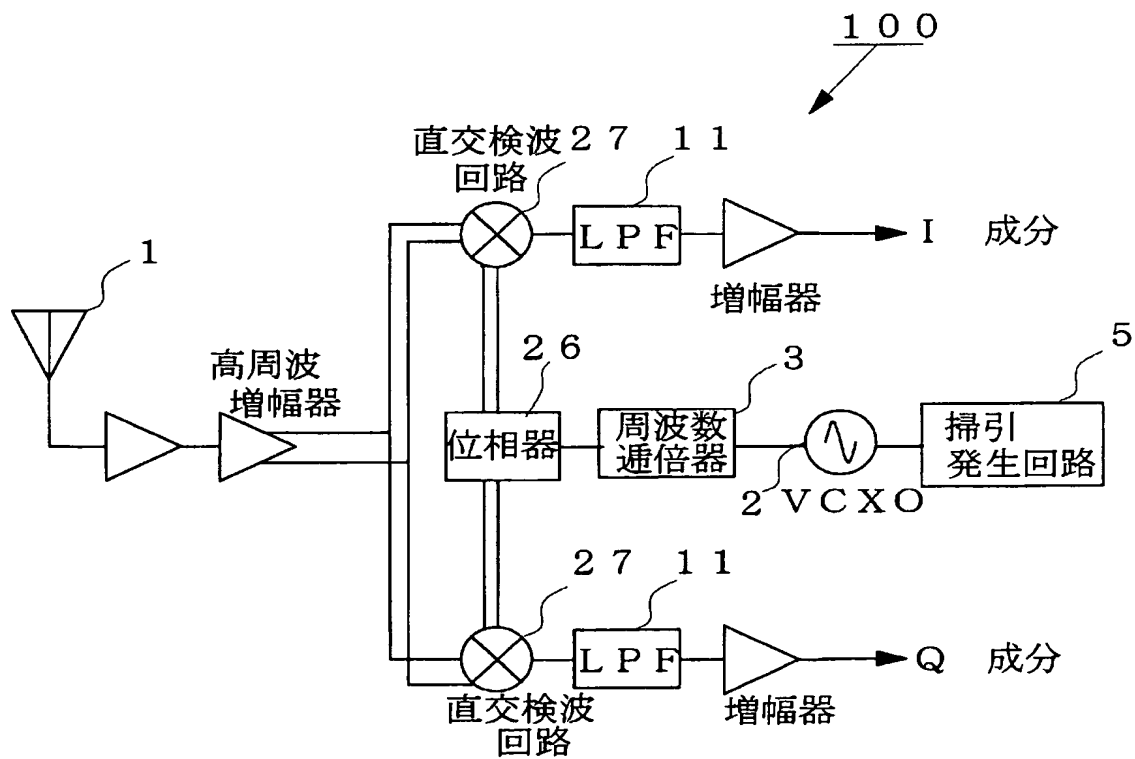 １００
直交検波 ２７
回路
１１
ＬＰＦ
増幅器
I 成分
1
高周波
増幅器
２６
位相器
3
周波数
逓倍器
2 ＶＣＸＯ
5
掃引
発生回路
２７
直交検波
回路
１１
ＬＰＦ
増幅器
Q 成分